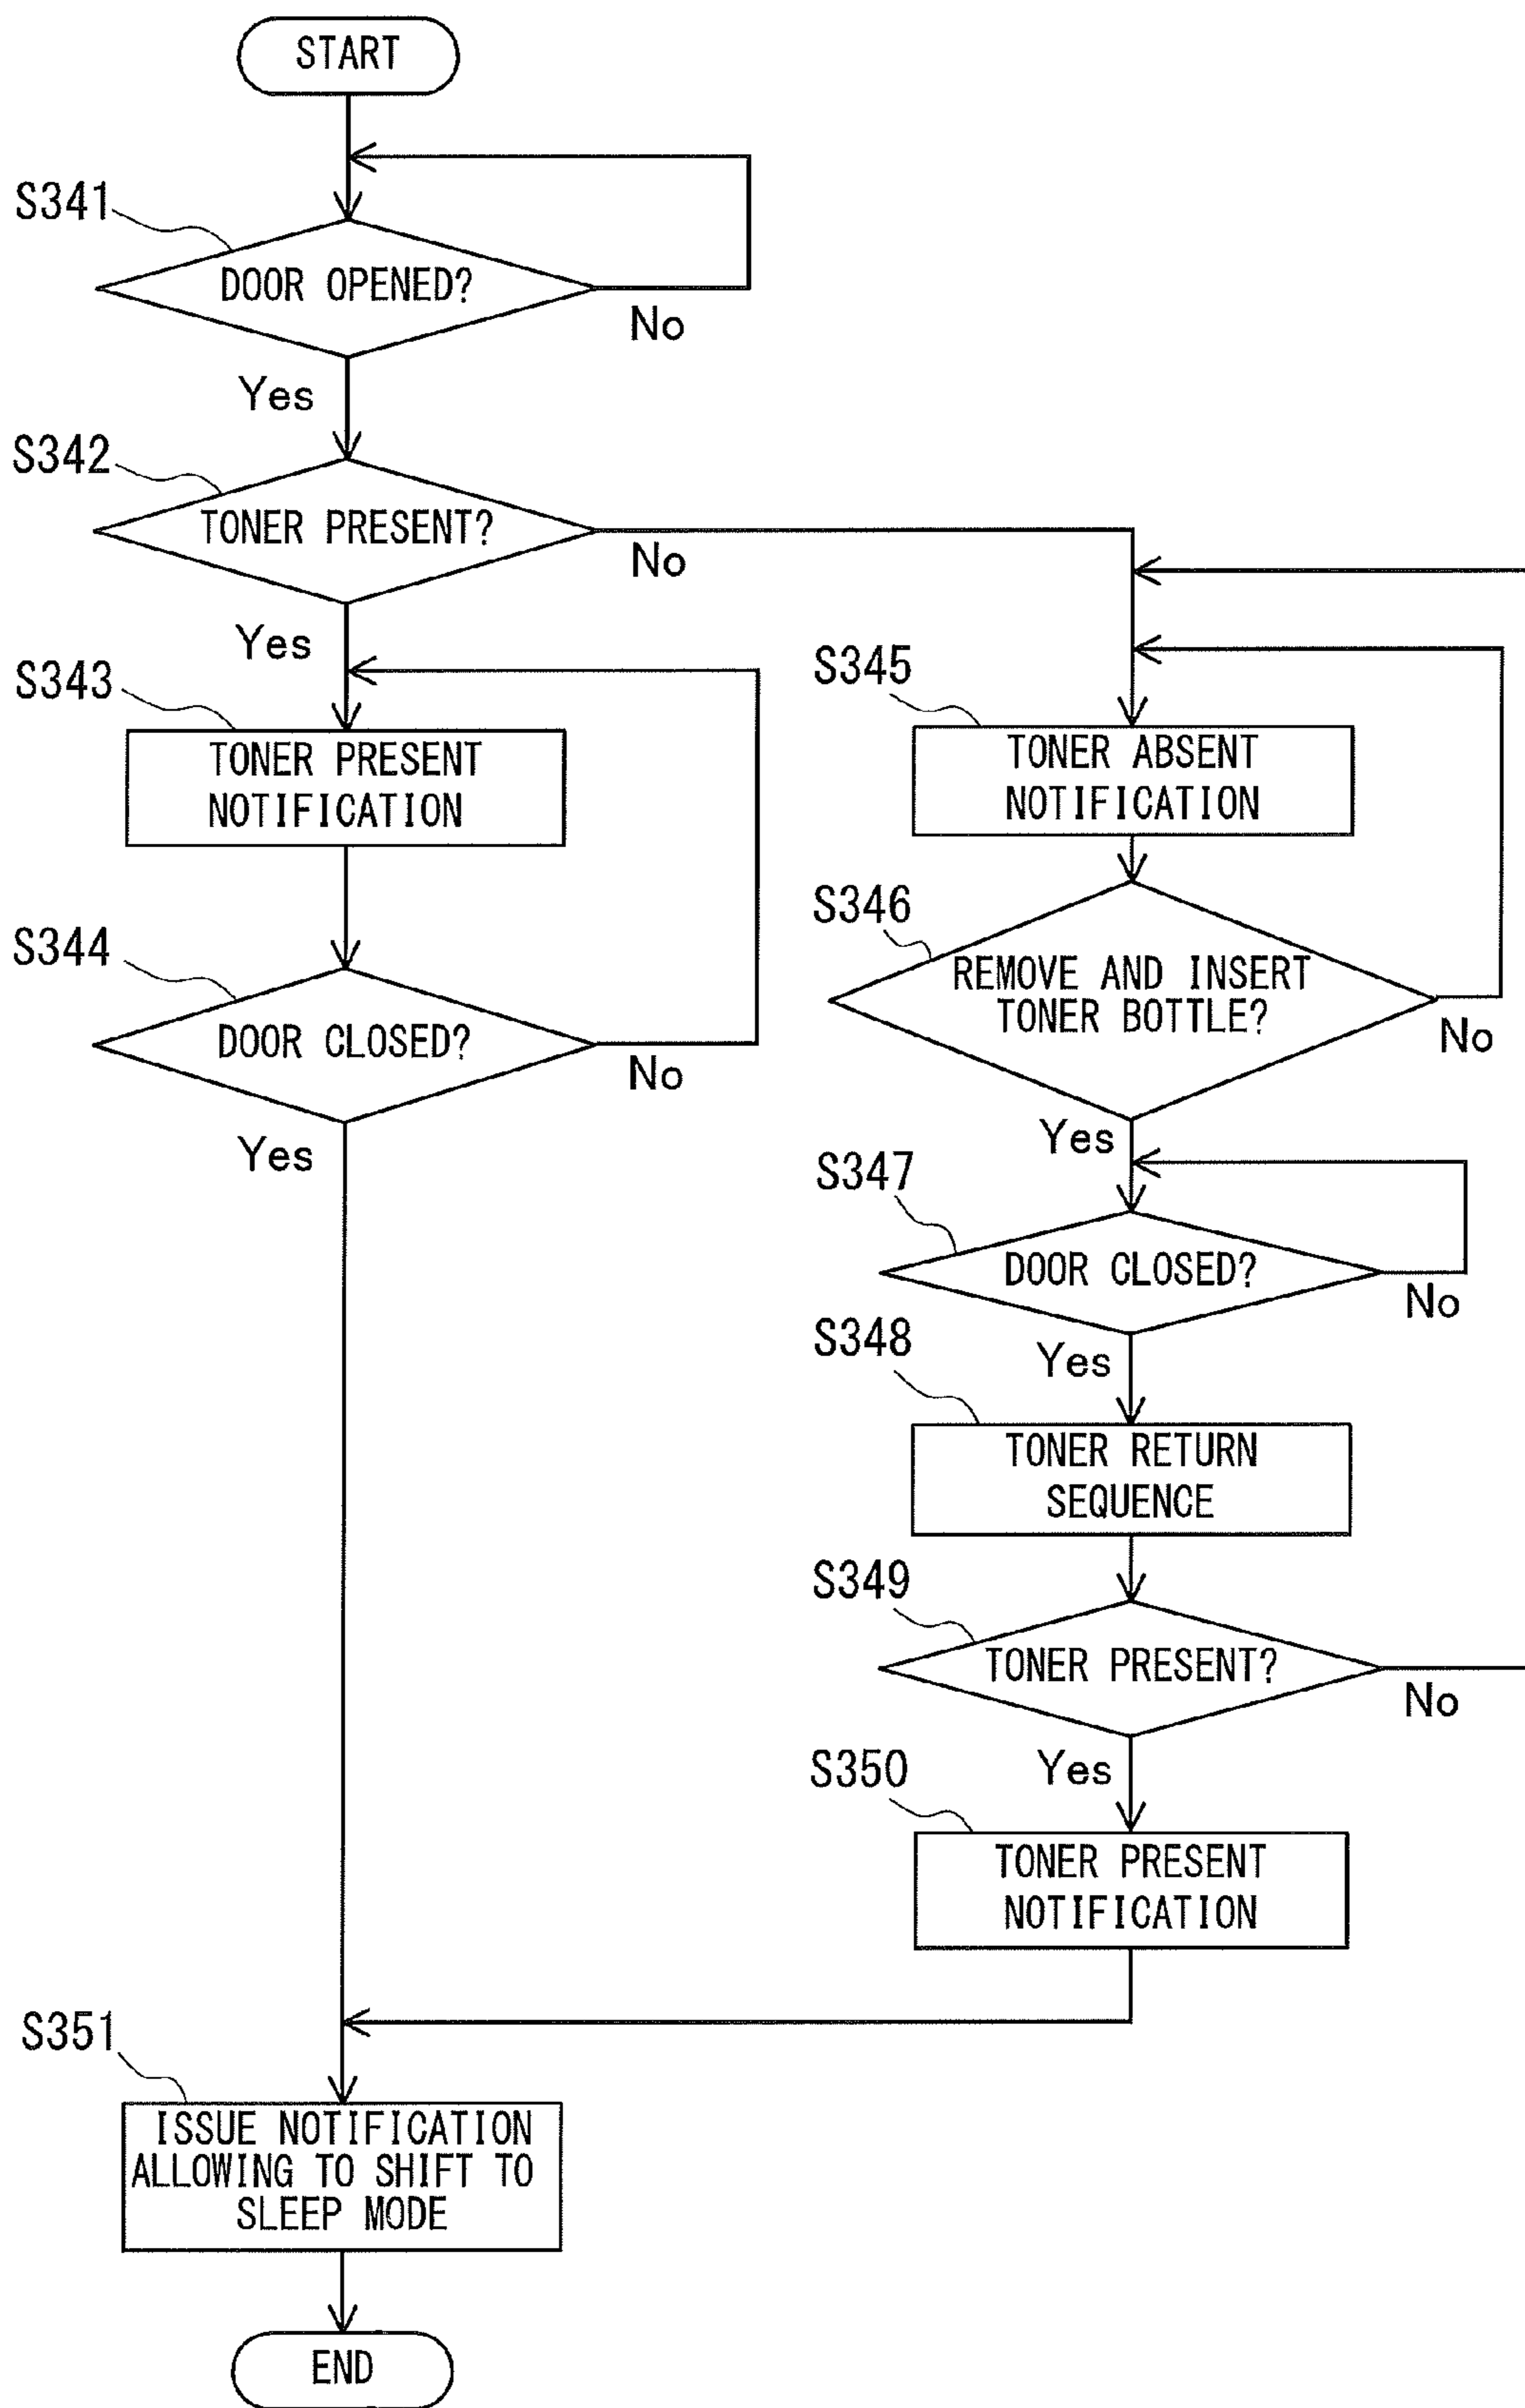 START
S341
DOOR OPENED?
No
Yes
S342
TONER PRESENT?
No
Yes
S343
TONER PRESENT
NOTIFICATION
S344
DOOR CLOSED?
No
Yes
S345
TONER ABSENT
NOTIFICATION
S346
REMOVE AND INSERT
TONER BOTTLE?
No
Yes
S347
DOOR CLOSED?
No
Yes
S348
TONER RETURN
SEQUENCE
S349
TONER PRESENT?
No
Yes
S350
TONER PRESENT
NOTIFICATION
S351
ISSUE NOTIFICATION
ALLOWING TO SHIFT TO
SLEEP MODE
END